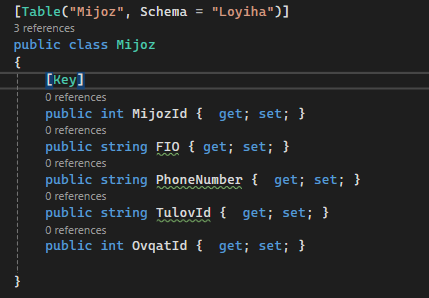 [Table("Mijoz", Schema = "Loyiha")]
3 references
public class Mijoz
{
[Key]
0 references
public int MijozId { get; set; }
0 references
public string FIO { get; set; }
0 references
public string PhoneNumber { get; set; }
0 references
public string TulovId { get; set; }
0 references
public int OvqatId { get; set; }
}